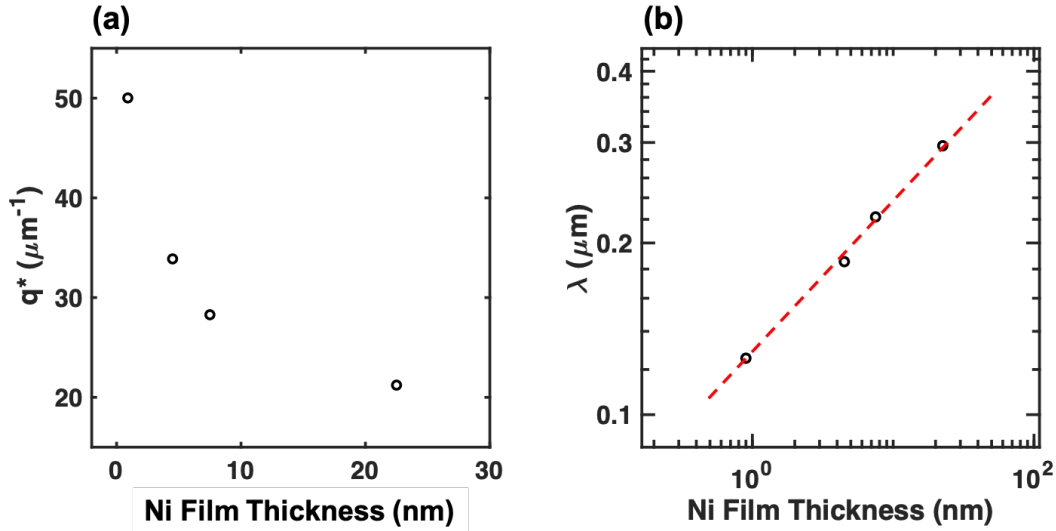 (a)
50
40
30
20
q* (μm⁻¹)
0 10 20 30
Ni Film Thickness (nm)
(b)
0.4
0.3
0.2
0.1
λ (μm)
10⁰ 10²
Ni Film Thickness (nm)